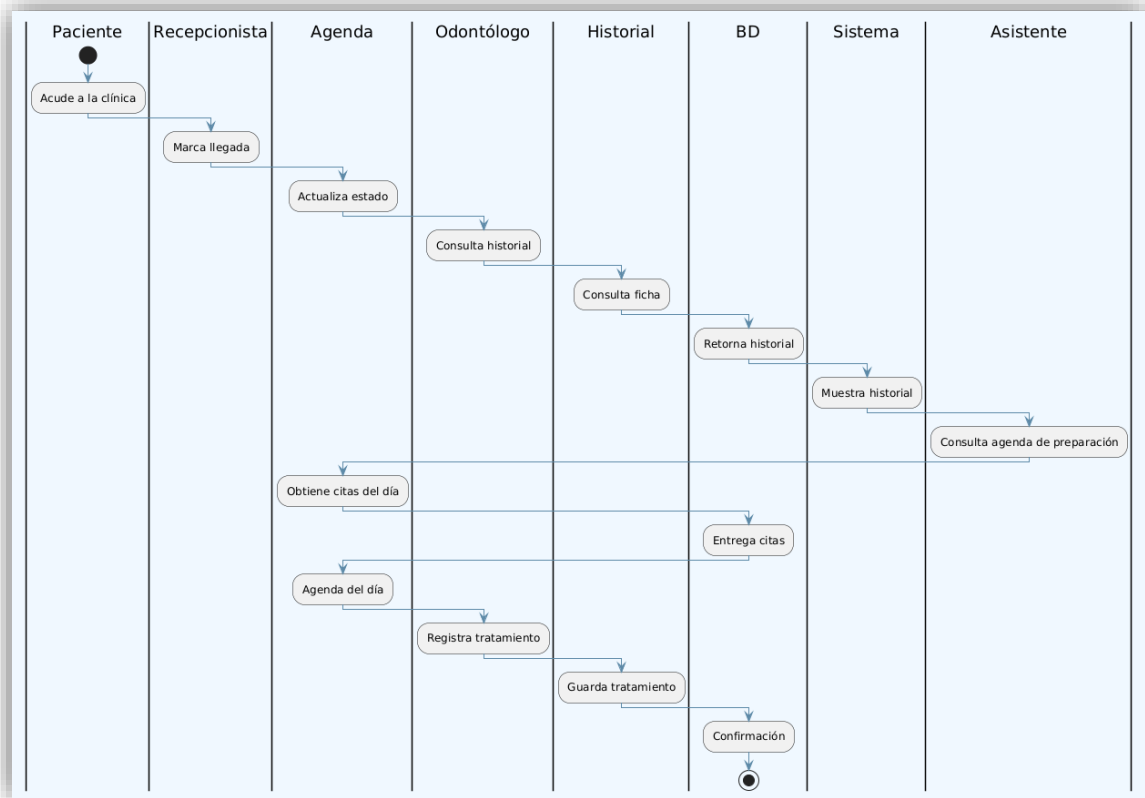 Paciente
Recepcionista
Agenda
Odontólogo
Historial
BD
Sistema
Asistente
Acude a la clínica
Marca llegada
Actualiza estado
Consulta historial
Consulta ficha
Retorna historial
Muestra historial
Consulta agenda de preparación
Obtiene citas del día
Entrega citas
Agenda del día
Registra tratamiento
Guarda tratamiento
Confirmación